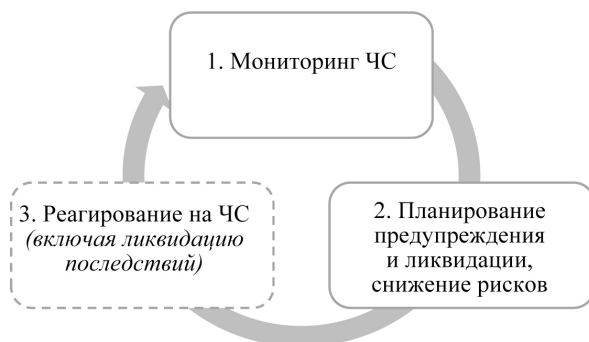 1. Мониторинг ЧС
3. Реагирование на ЧС
(включая ликвидацию
последствий)
2. Планирование
предупреждения
и ликвидации,
снижение рисков